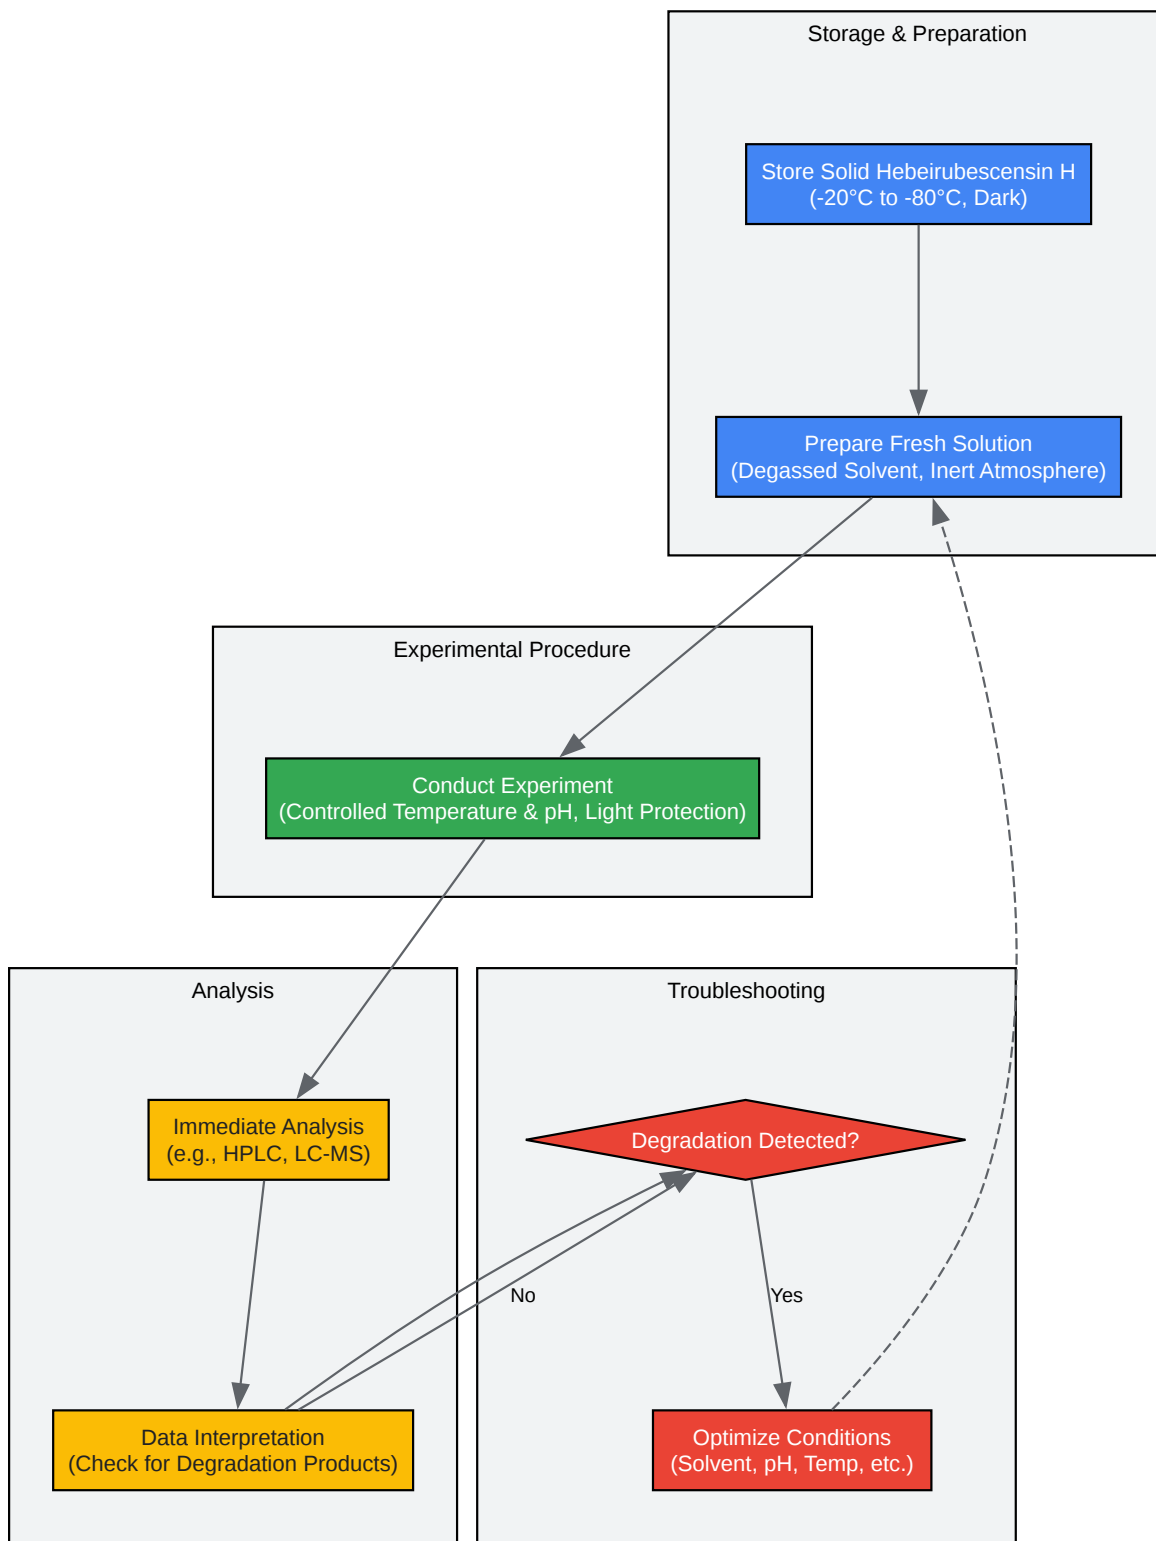 Storage & Preparation
Store Solid Hebeirubescensin H
(-20°C to -80°C, Dark)
Prepare Fresh Solution
(Degassed Solvent, Inert Atmosphere)
Experimental Procedure
Conduct Experiment
(Controlled Temperature & pH, Light Protection)
Analysis
Immediate Analysis
(e.g., HPLC, LC-MS)
Data Interpretation
(Check for Degradation Products)
Troubleshooting
Degradation Detected?
No
Yes
Optimize Conditions
(Solvent, pH, Temp, etc.)